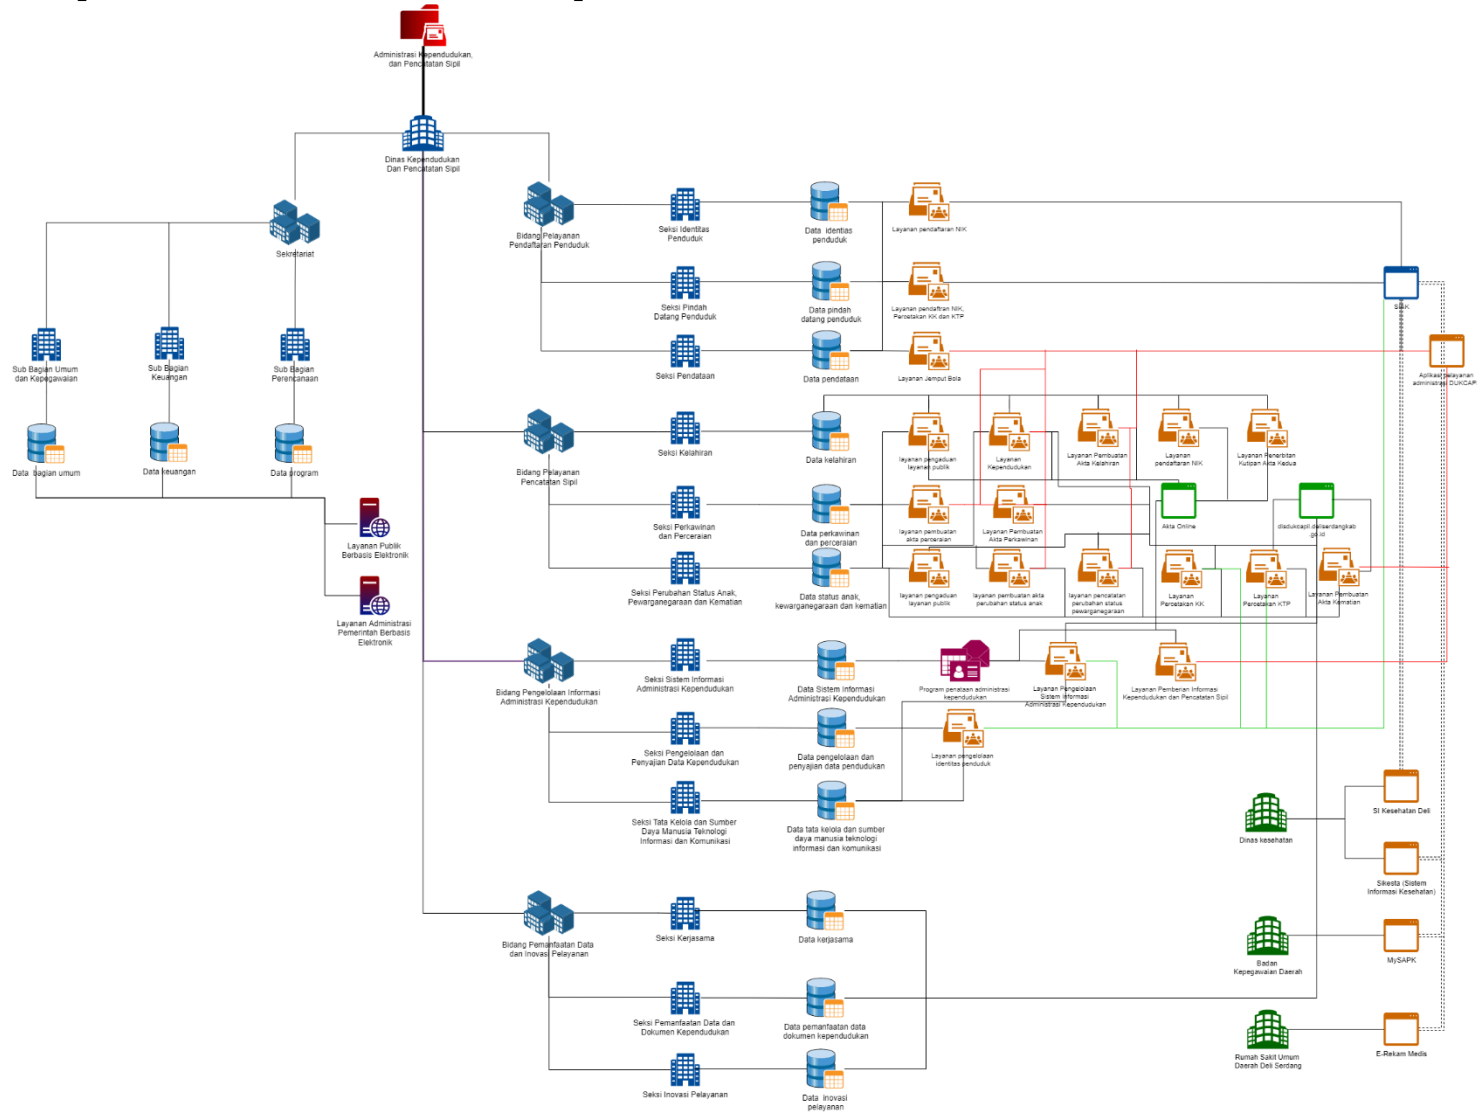 Administrasi Kependudukan,
dan Pencatatan Sipil
Dinas Kependudukan
Dan Pencatatan Sipil
Sekretariat
Sub Bagian Umum
dan Kepegawaian
Sub Bagian
Keuangan
Sub Bagian
Perencanaan
Data bagian umum
Data keuangan
Data program
Layanan Publik
Berbasis Elektronik
Layanan Administrasi
Pemerintah Berbasis
Elektronik
Bidang Pelayanan
Pendaftaran Penduduk
Seksi Identitas
Penduduk
Data identias
penduduk
Layanan pendaftaran NIK
Seksi Pindah
Datang Penduduk
Data pindah
datang penduduk
Layanan pendaftran NIK,
Percetakan KK dan KTP
SIAK
Seksi Pendataan
Data pendataan
Layanan Jemput Bola
Aplikasi pelayanan
administrasi DUKCAPIL
Bidang Pelayanan
Pencatatan Sipil
Seksi Kelahiran
Data kelahiran
layanan pengaduan
layanan publik
Layanan
Kependudukan
Layanan Pembuatan
Akta Kelahiran
Layanan
pendaftaran NIK
Layanan Penerbitan
Kutipan Akta Kedua
Seksi Perkawinan
dan Perceraian
Data perkawinan
dan perceraian
layanan pembuatan
akta perceraian
Layanan Pembuatan
Akta Perkawinan
Akta Online
disdukcapil.deliserdangkab
.go.id
Seksi Perubahan Status Anak,
Pewarganegaraan dan Kematian
Data status anak,
kewarganegaraan dan kematian
layanan pengaduan
layanan publik
layanan pembuatan akta
perubahan status anak
layanan pencatatan
perubahan status
pewarganegaraan
Layanan
Percetakan KK
Layanan
Percetakan KTP
Layanan Pembuatan
Akta Kematian
Bidang Pengelolaan Informasi
Administrasi Kependudukan
Seksi Sistem Informasi
Administrasi Kependudukan
Data Sistem Informasi
Administrasi Kependudukan
Program penataan administrasi
kependudukan
Layanan Pengelolaan
Sistem Informasi
Administrasi Kependudukan
Layanan Pemberian Informasi
Kependudukan dan Pencatatan Sipil
Seksi Pengelolaan dan
Penyajian Data Kependudukan
Data pengelolaan dan
penyajian data pendudukan
Layanan pengelolaan
identitas penduduk
Seksi Tata Kelola dan Sumber
Daya Manusia Teknologi
Informasi dan Komunikasi
Data tata kelola dan sumber
daya manusia teknologi
informasi dan komunikasi
Dinas kesehatan
SI Kesehatan Deli
Sikesta (Sistem
Informasi Kesehatan)
Bidang Pemanfaatan Data
dan Inovasi Pelayanan
Seksi Kerjasama
Data kerjasama
Badan
Kepegawaian Daerah
MySAPK
Seksi Pemanfaatan Data dan
Dokumen Kependudukan
Data pemanfaatan data
dokumen kependudukan
Rumah Sakit Umum
Daerah Deli Serdang
E-Rekam Medis
Seksi Inovasi Pelayanan
Data inovasi
pelayanan